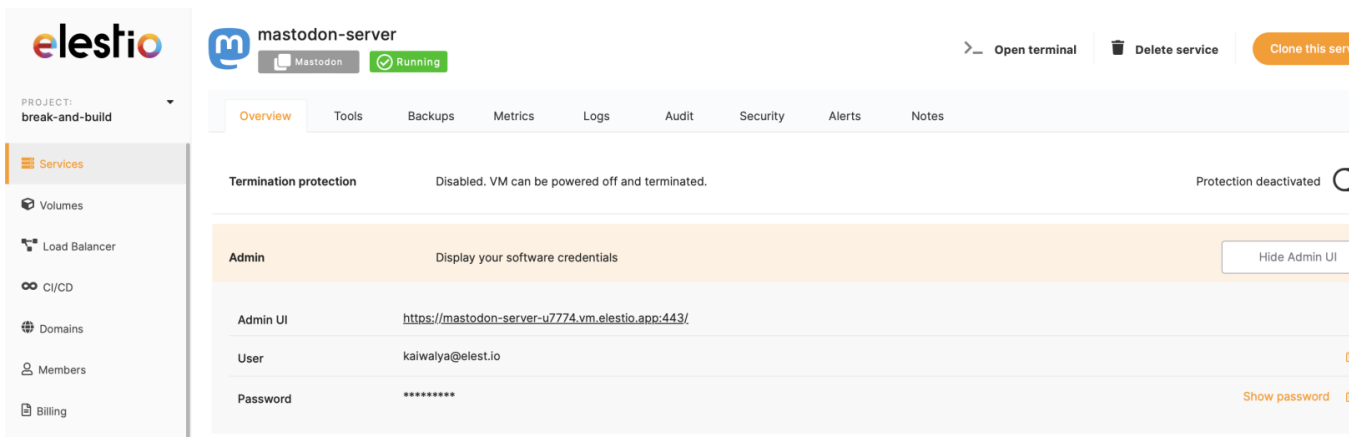 elestio
mastodon-server
Mastodon
Running
Open terminal
Delete service
Clone this serv
PROJECT:
break-and-build
Overview
Tools
Backups
Metrics
Logs
Audit
Security
Alerts
Notes
Services
Volumes
Load Balancer
CI/CD
Domains
Members
Billing
Termination protection
Disabled. VM can be powered off and terminated.
Protection deactivated
Admin
Display your software credentials
Hide Admin UI
Admin UI
https://mastodon-server-u7774.vm.elestio.app:443/
User
kaiwalya@elest.io
Password
*********
Show password